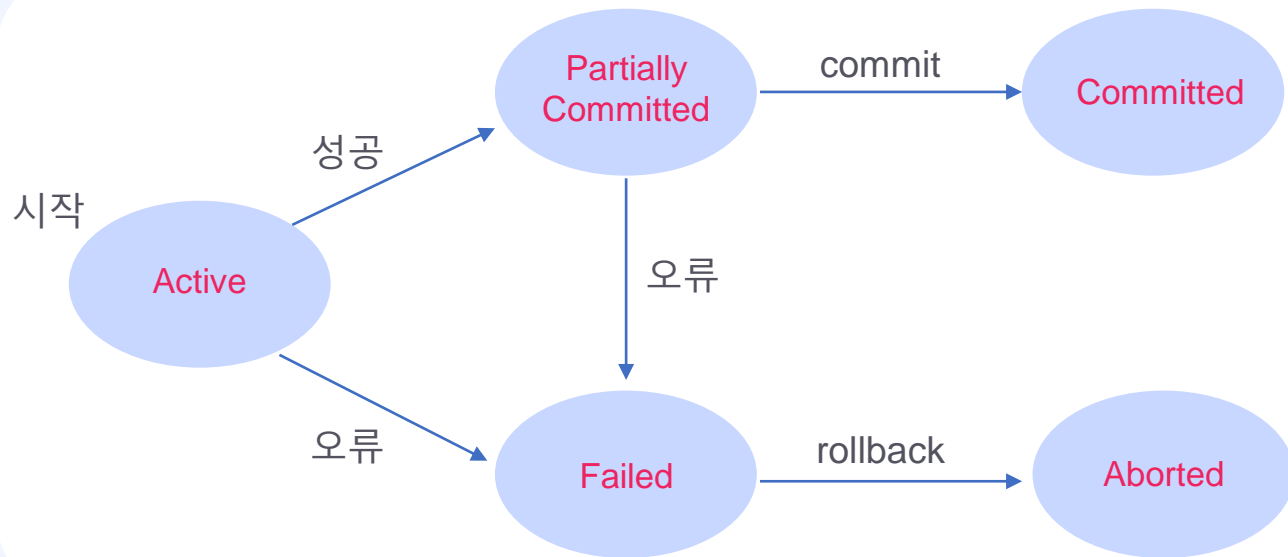 Partially
Committed
commit
Committed
성공
시작
Active
오류
오류
Failed
rollback
Aborted